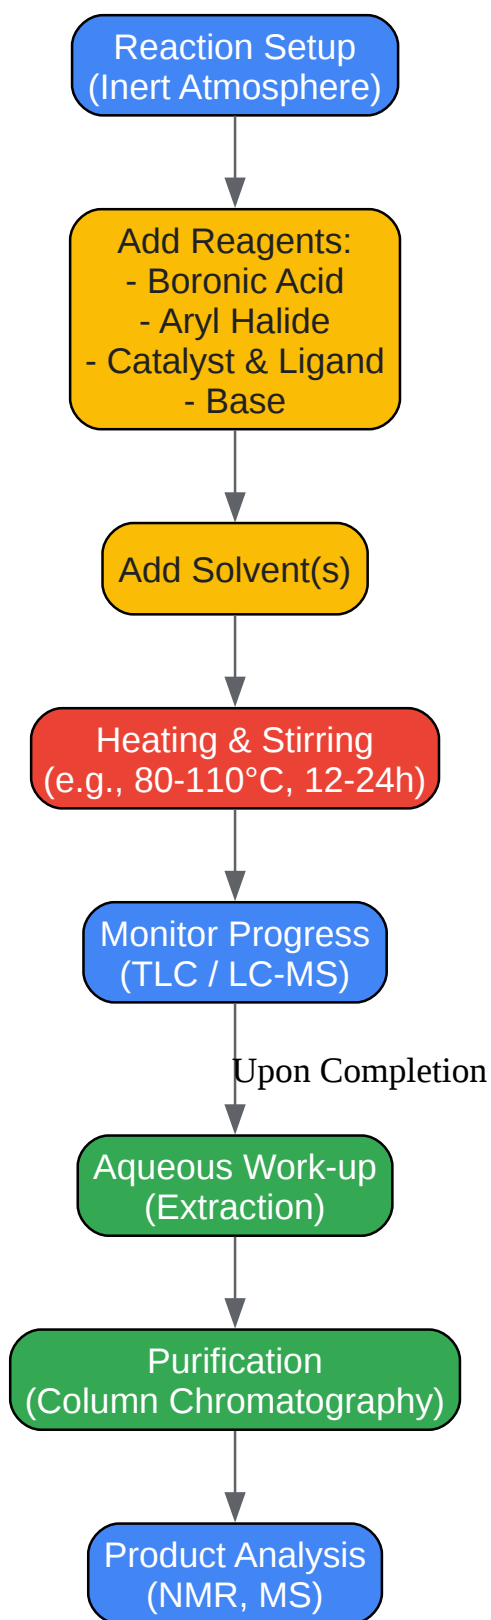 Reaction Setup
(Inert Atmosphere)
Add Reagents:
- Boronic Acid
- Aryl Halide
- Catalyst & Ligand
- Base
Add Solvent(s)
Heating & Stirring
(e.g., 80-110°C, 12-24h)
Monitor Progress
(TLC / LC-MS)
Upon Completion
Aqueous Work-up
(Extraction)
Purification
(Column Chromatography)
Product Analysis
(NMR, MS)